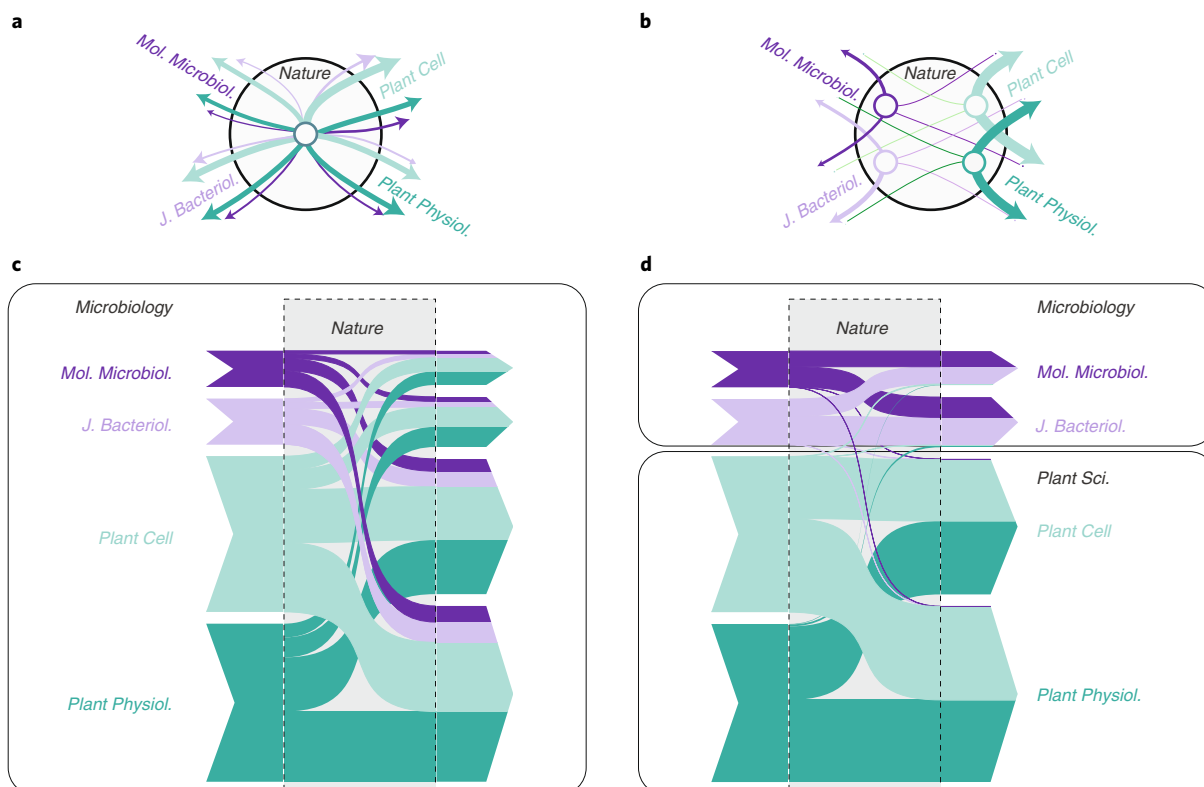 a
Mol. Microbiol.
Nature
Plant Cell
J. Bacteriol.
Plant Physiol.
b
Mol. Microbiol.
Nature
Plant Cell
J. Bacteriol.
Plant Physiol.
c
Microbiology
Nature
Mol. Microbiol.
J. Bacteriol.
Plant Cell
Plant Physiol.
d
Nature
Microbiology
Mol. Microbiol.
J. Bacteriol.
Plant Sci.
Plant Cell
Plant Physiol.